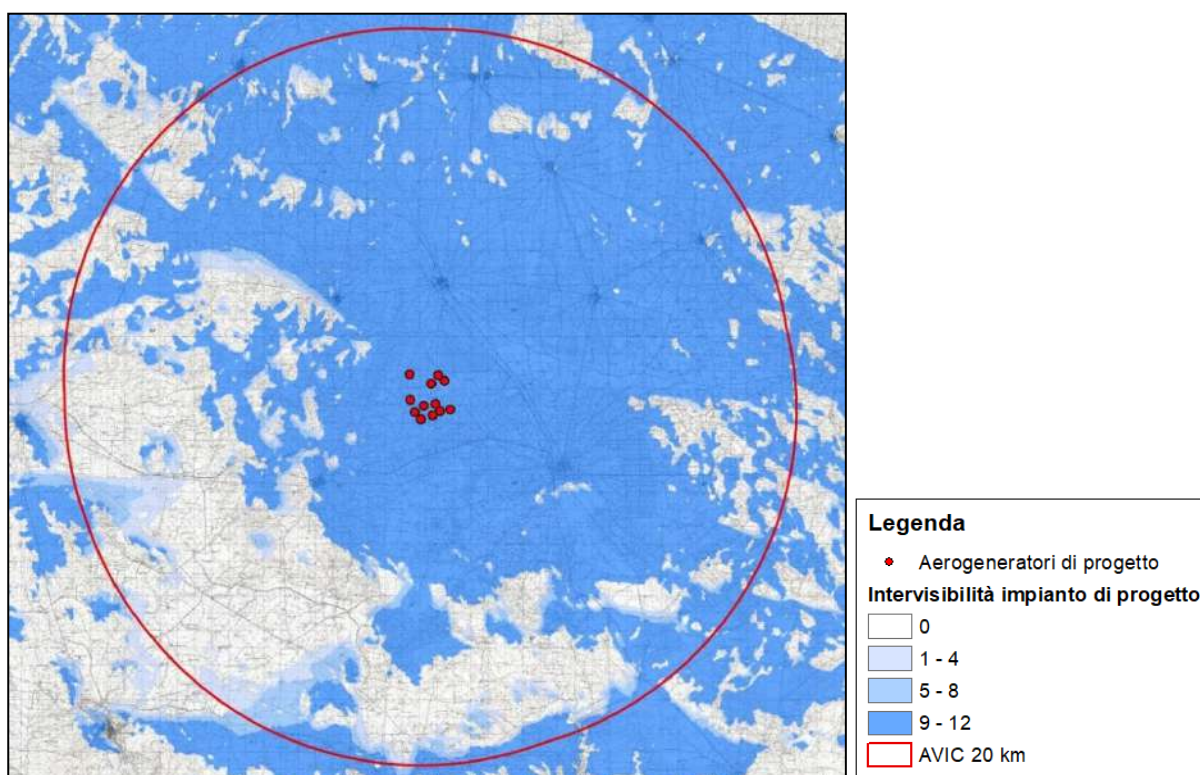 Legenda
Aerogeneratori di progetto
Intervisibilità impianto di progetto
0
1 - 4
5 - 8
9 - 12
AVIC 20 km